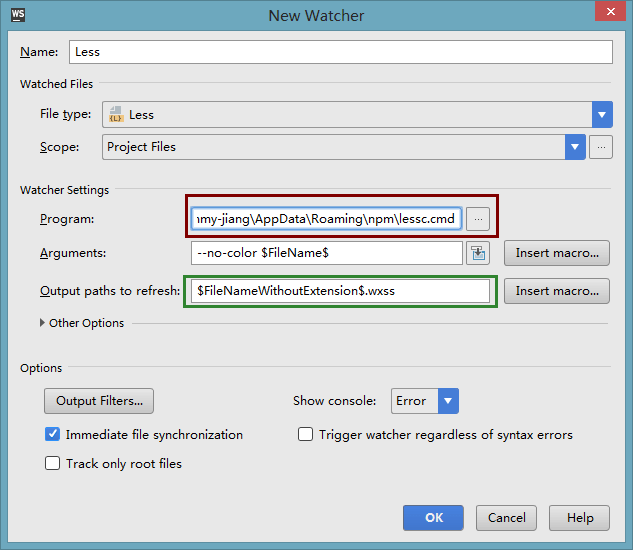 WS New Watcher
Name: Less
Watched Files
File type: {L} Less
Scope: Project Files ...
Watcher Settings
Program: my-jiang\AppData\Roaming\npm\lessc.cmd ...
Arguments: --no-color $FileName$ Insert macro...
Output paths to refresh: $FileNameWithoutExtension$.wxss Insert macro...
Other Options
Options
Output Filters... Show console: Error
Immediate file synchronization Trigger watcher regardless of syntax errors
Track only root files
OK Cancel Help